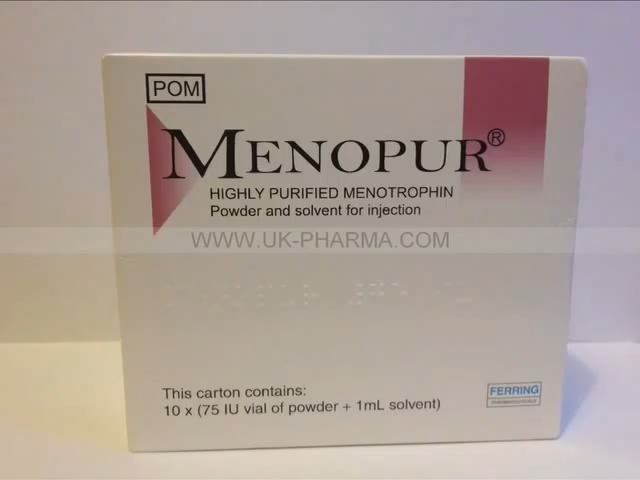 POM
MENOPUR®
HIGHLY PURIFIED MENOTROPHIN
Powder and solvent for injection
WWW.UK-PHARMA.COM
This carton contains:
10 x (75 IU vial of powder + 1mL solvent)
FERRING
PHARMACEUTICALS